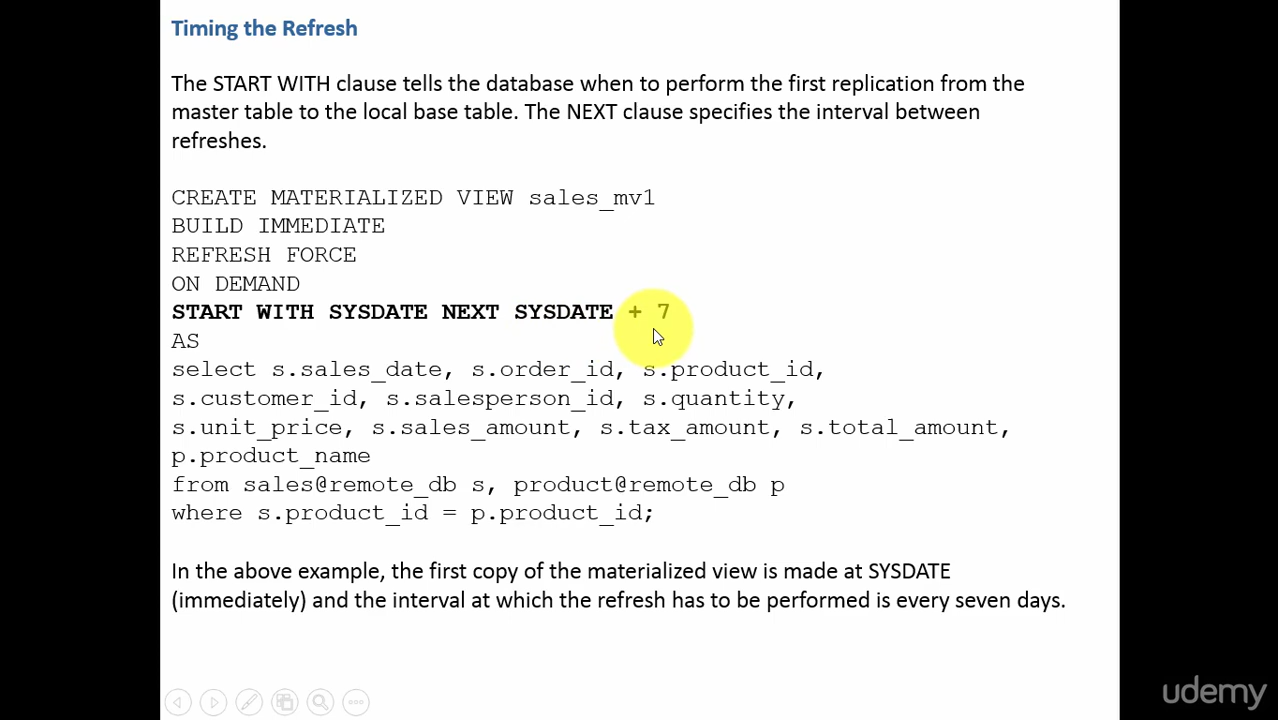 Timing the Refresh
The START WITH clause tells the database when to perform the first replication from the
master table to the local base table. The NEXT clause specifies the interval between
refreshes.
CREATE MATERIALIZED VIEW sales_mv1
BUILD IMMEDIATE
REFRESH FORCE
ON DEMAND
START WITH SYSDATE NEXT SYSDATE + 7
AS
select s.sales_date, s.order_id, s.product_id,
s.customer_id, s.salesperson_id, s.quantity,
s.unit_price, s.sales_amount, s.tax_amount, s.total_amount,
p.product_name
from sales@remote_db s, product@remote_db p
where s.product_id = p.product_id;
In the above example, the first copy of the materialized view is made at SYSDATE
(immediately) and the interval at which the refresh has to be performed is every seven days.
udemy